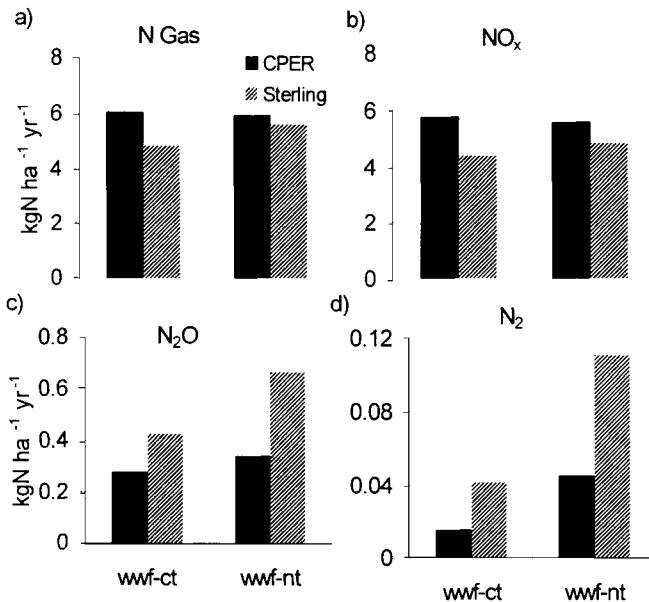 a)
N Gas
8
6
4
2
0
kgN ha ⁻¹ yr⁻¹
CPER
Sterling
b)
NOₓ
8
6
4
2
0
c)
N₂O
0.8
0.6
0.4
0.2
0
kgN ha ⁻¹ yr⁻¹
wwf-ct wwf-nt
d)
N₂
0.12
0.08
0.04
0
wwf-ct wwf-nt